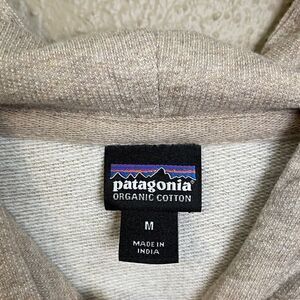 patagonia®
ORGANIC COTTON
M
MADE IN
INDIA